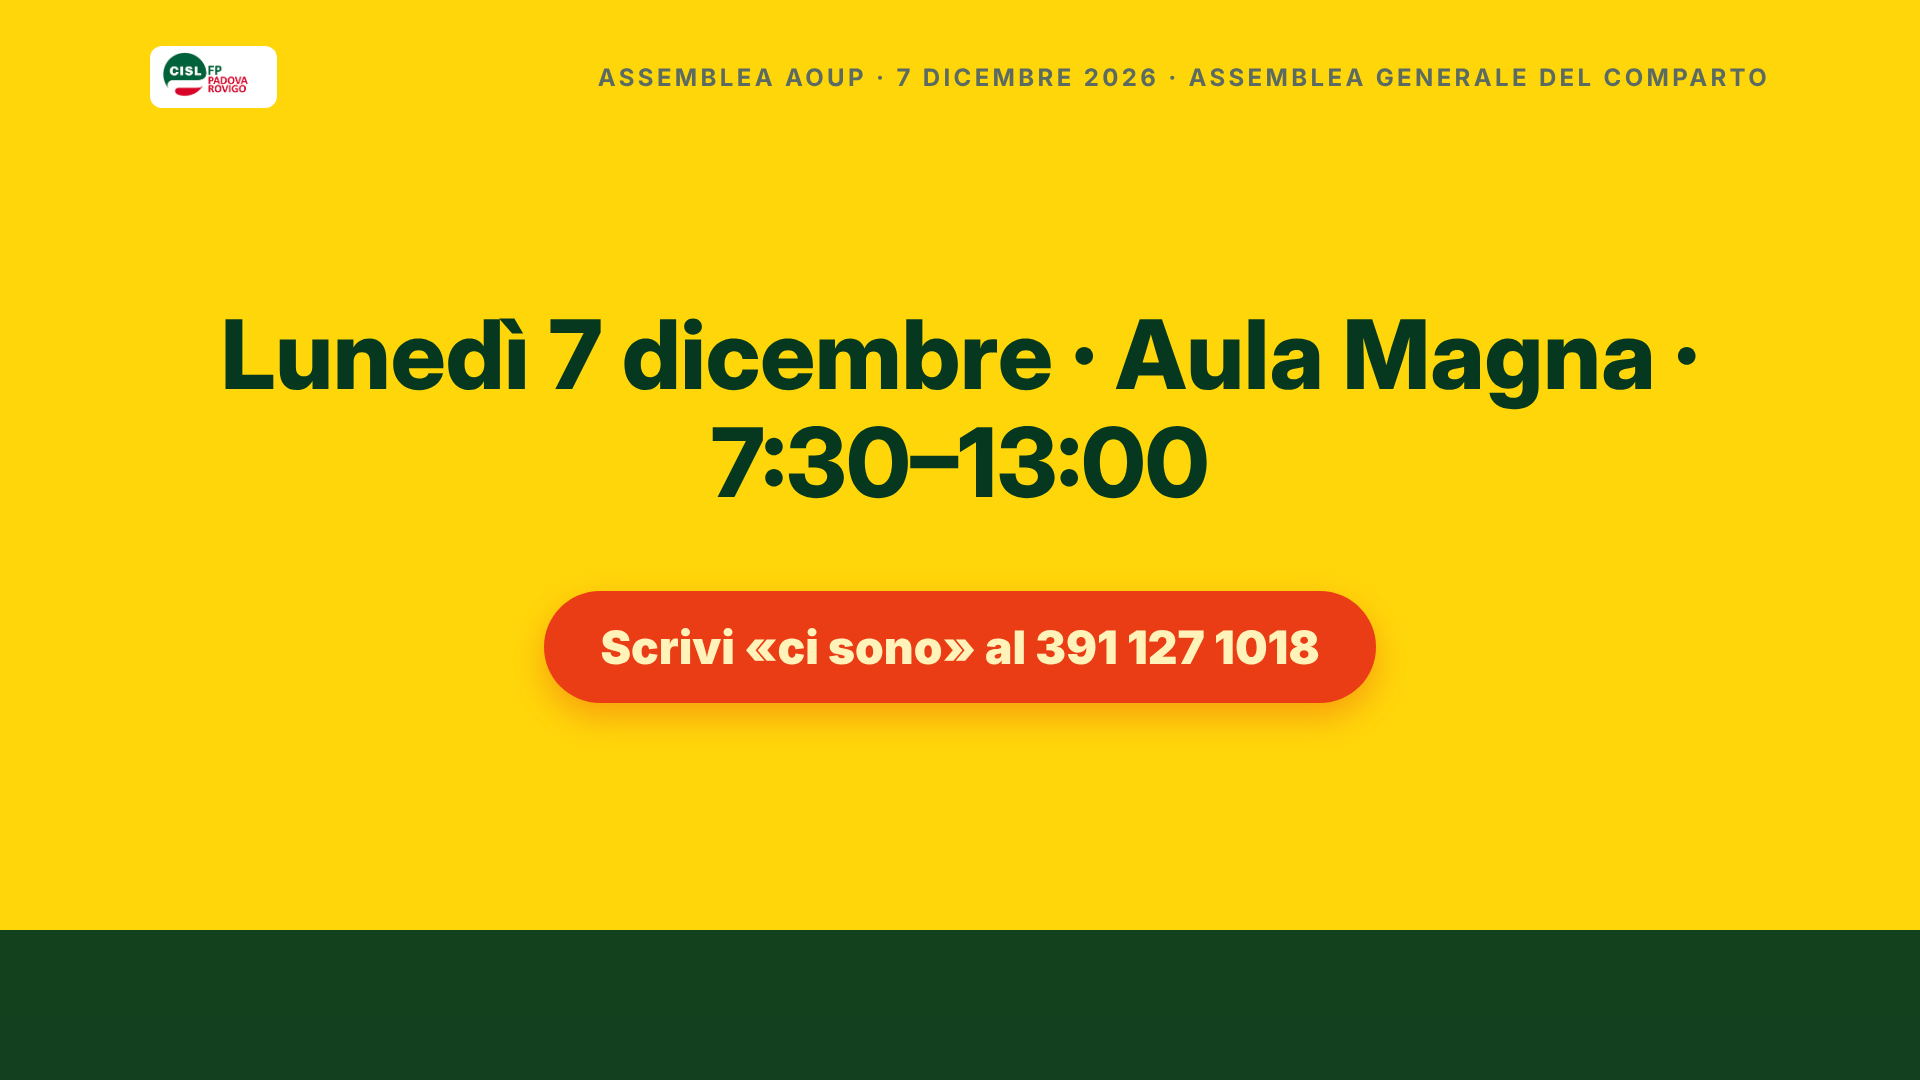 CISL FP
PADOVA
ROVIGO
ASSEMBLEA AOUP · 7 DICEMBRE 2026 · ASSEMBLEA GENERALE DEL COMPARTO
Lunedì 7 dicembre · Aula Magna ·
7:30–13:00
Scrivi «ci sono» al 391 127 1018